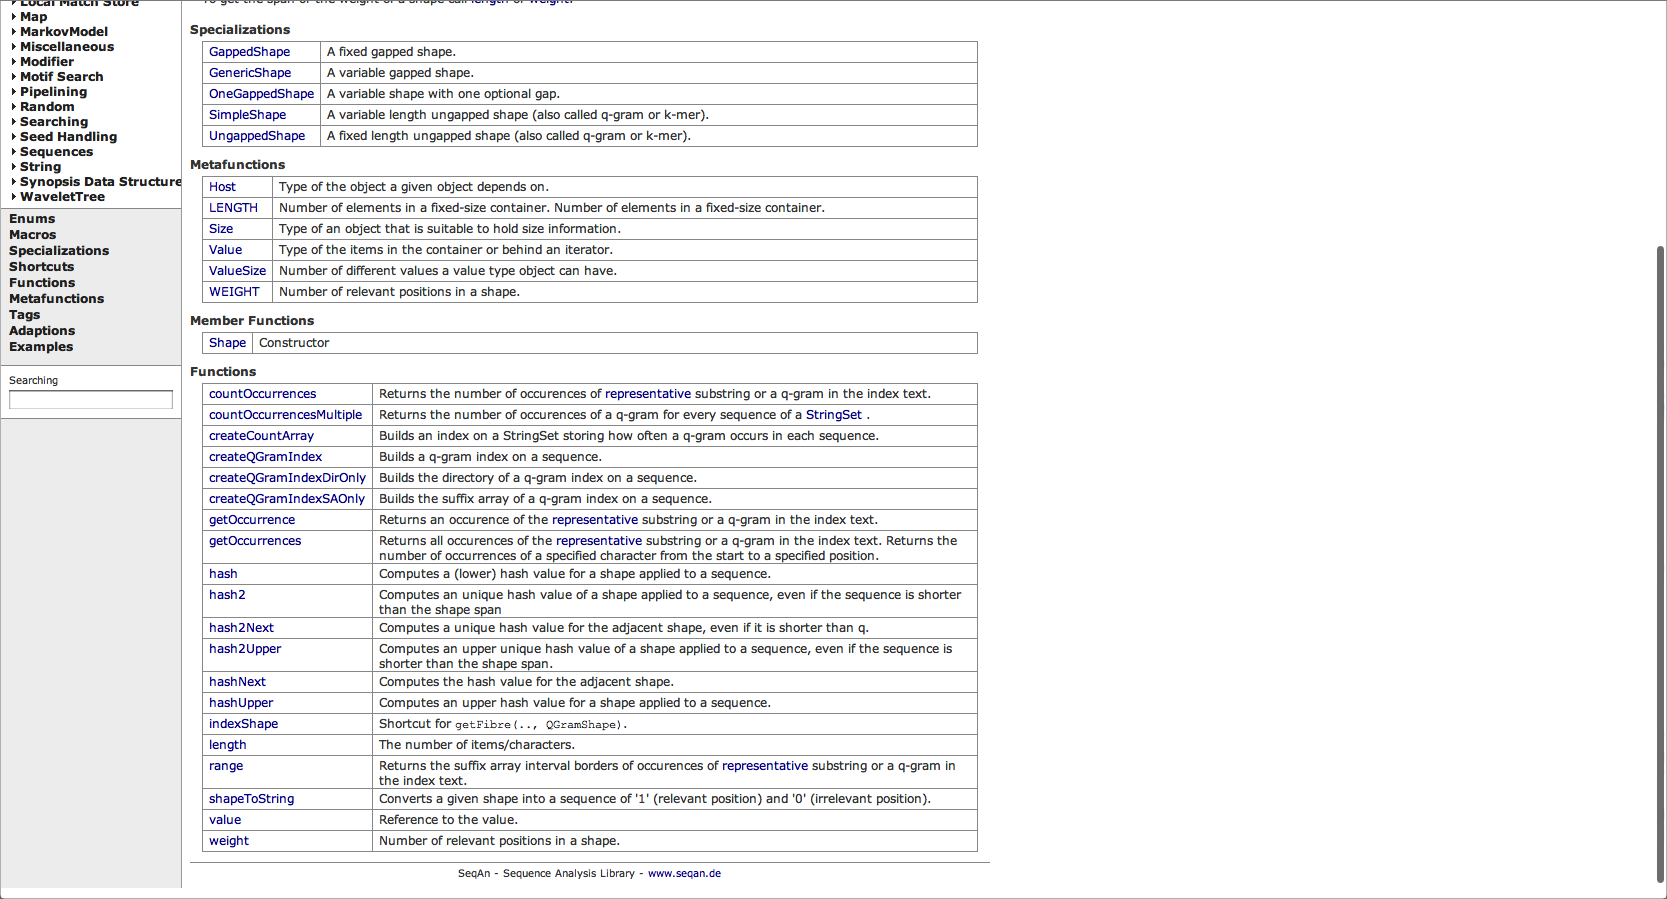 Local Match Store
Map
MarkovModel
Miscellaneous
Modifier
Motif Search
Pipelining
Random
Searching
Seed Handling
Sequences
String
Synopsis Data Structure
WaveletTree
Enums
Macros
Specializations
Shortcuts
Functions
Metafunctions
Tags
Adaptions
Examples
Searching
To get the span or the weight of a shape call length or weight.
Specializations
GappedShape A fixed gapped shape.
GenericShape A variable gapped shape.
OneGappedShape A variable shape with one optional gap.
SimpleShape A variable length ungapped shape (also called q-gram or k-mer).
UngappedShape A fixed length ungapped shape (also called q-gram or k-mer).
Metafunctions
Host Type of the object a given object depends on.
LENGTH Number of elements in a fixed-size container. Number of elements in a fixed-size container.
Size Type of an object that is suitable to hold size information.
Value Type of the items in the container or behind an iterator.
ValueSize Number of different values a value type object can have.
WEIGHT Number of relevant positions in a shape.
Member Functions
Shape Constructor
Functions
countOccurrences Returns the number of occurences of representative substring or a q-gram in the index text.
countOccurrencesMultiple Returns the number of occurences of a q-gram for every sequence of a StringSet .
createCountArray Builds an index on a StringSet storing how often a q-gram occurs in each sequence.
createQGramIndex Builds a q-gram index on a sequence.
createQGramIndexDirOnly Builds the directory of a q-gram index on a sequence.
createQGramIndexSAOnly Builds the suffix array of a q-gram index on a sequence.
getOccurrence Returns an occurence of the representative substring or a q-gram in the index text.
getOccurrences Returns all occurences of the representative substring or a q-gram in the index text. Returns the
number of occurrences of a specified character from the start to a specified position.
hash Computes a (lower) hash value for a shape applied to a sequence.
hash2 Computes an unique hash value of a shape applied to a sequence, even if the sequence is shorter
than the shape span
hash2Next Computes a unique hash value for the adjacent shape, even if it is shorter than q.
hash2Upper Computes an upper unique hash value of a shape applied to a sequence, even if the sequence is
shorter than the shape span.
hashNext Computes the hash value for the adjacent shape.
hashUpper Computes an upper hash value for a shape applied to a sequence.
indexShape Shortcut for getFibre(.., QGramShape).
length The number of items/characters.
range Returns the suffix array interval borders of occurences of representative substring or a q-gram in
the index text.
shapeToString Converts a given shape into a sequence of '1' (relevant position) and '0' (irrelevant position).
value Reference to the value.
weight Number of relevant positions in a shape.
SeqAn - Sequence Analysis Library - www.seqan.de